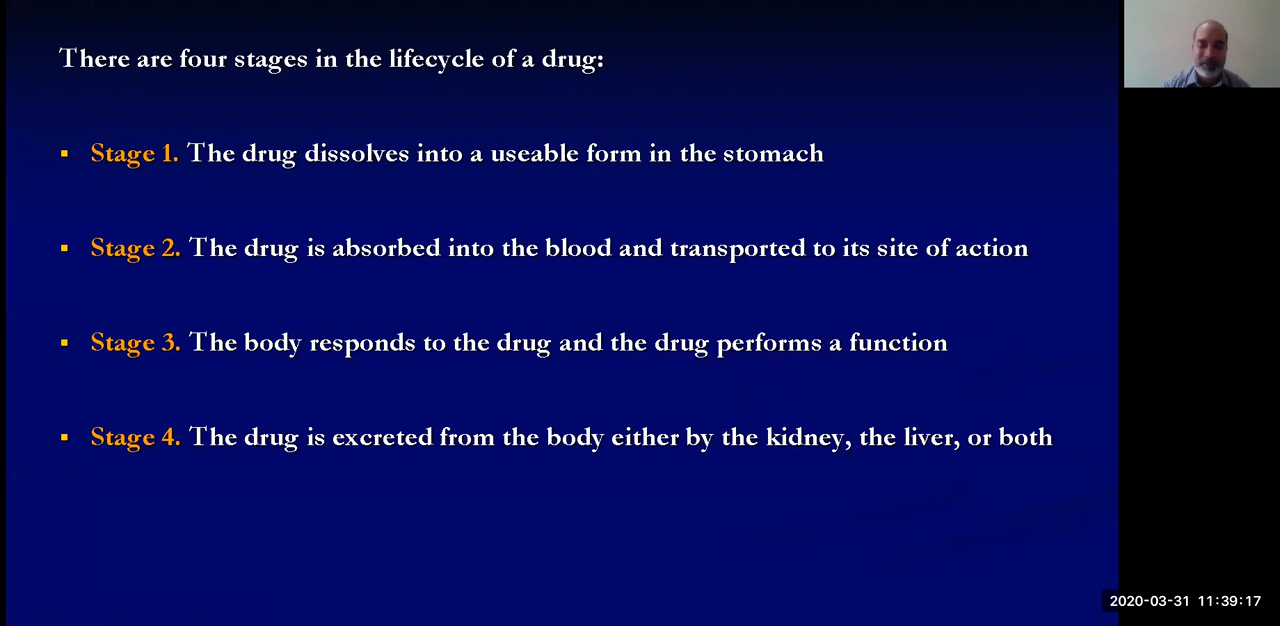 There are four stages in the lifecycle of a drug:
▪ Stage 1. The drug dissolves into a useable form in the stomach
▪ Stage 2. The drug is absorbed into the blood and transported to its site of action
▪ Stage 3. The body responds to the drug and the drug performs a function
▪ Stage 4. The drug is excreted from the body either by the kidney, the liver, or both
2020-03-31 11:39:17